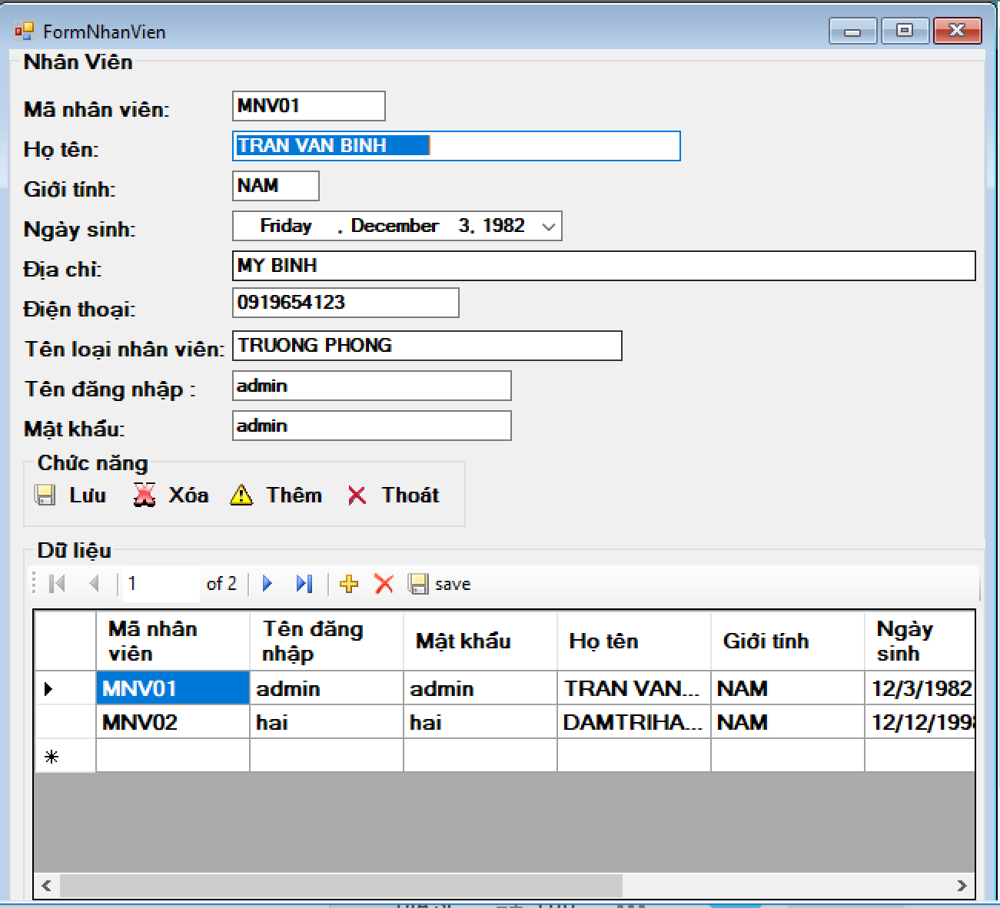 FormNhanVien
Nhân Viên
Mã nhân viên: MNV01
Họ tên: TRAN VAN BINH
Giới tính: NAM
Ngày sinh: Friday , December 3, 1982
Địa chỉ: MY BINH
Điện thoại: 0919654123
Tên loại nhân viên: TRUONG PHONG
Tên đăng nhập : admin
Mật khẩu: admin
Chức năng
Lưu Xóa Thêm Thoát
Dữ liệu
1 of 2 save
Mã nhân viên Tên đăng nhập Mật khẩu Họ tên Giới tính Ngày sinh
MNV01 admin admin TRAN VAN... NAM 12/3/1982
MNV02 hai hai DAMTRIHA... NAM 12/12/1998